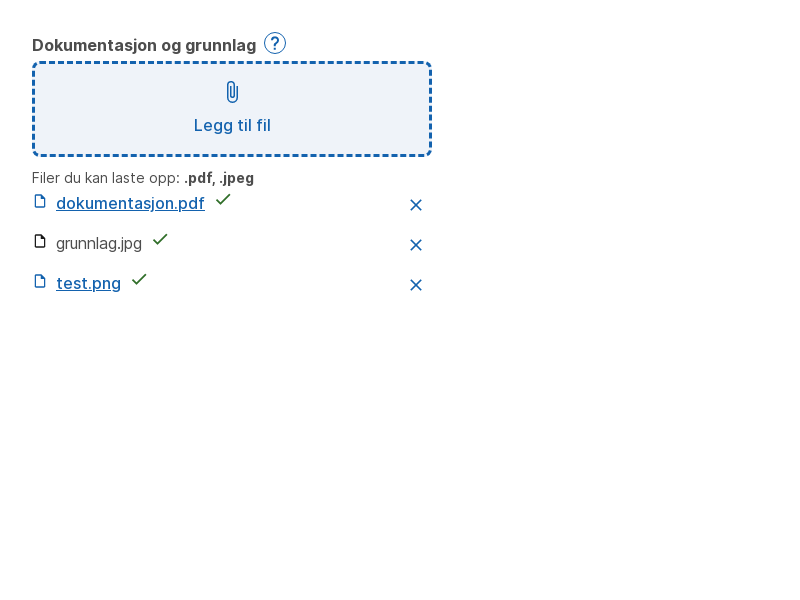 Dokumentasjon og grunnlag ?
Legg til fil
Filer du kan laste opp: .pdf, .jpeg
dokumentasjon.pdf
grunnlag.jpg
test.png